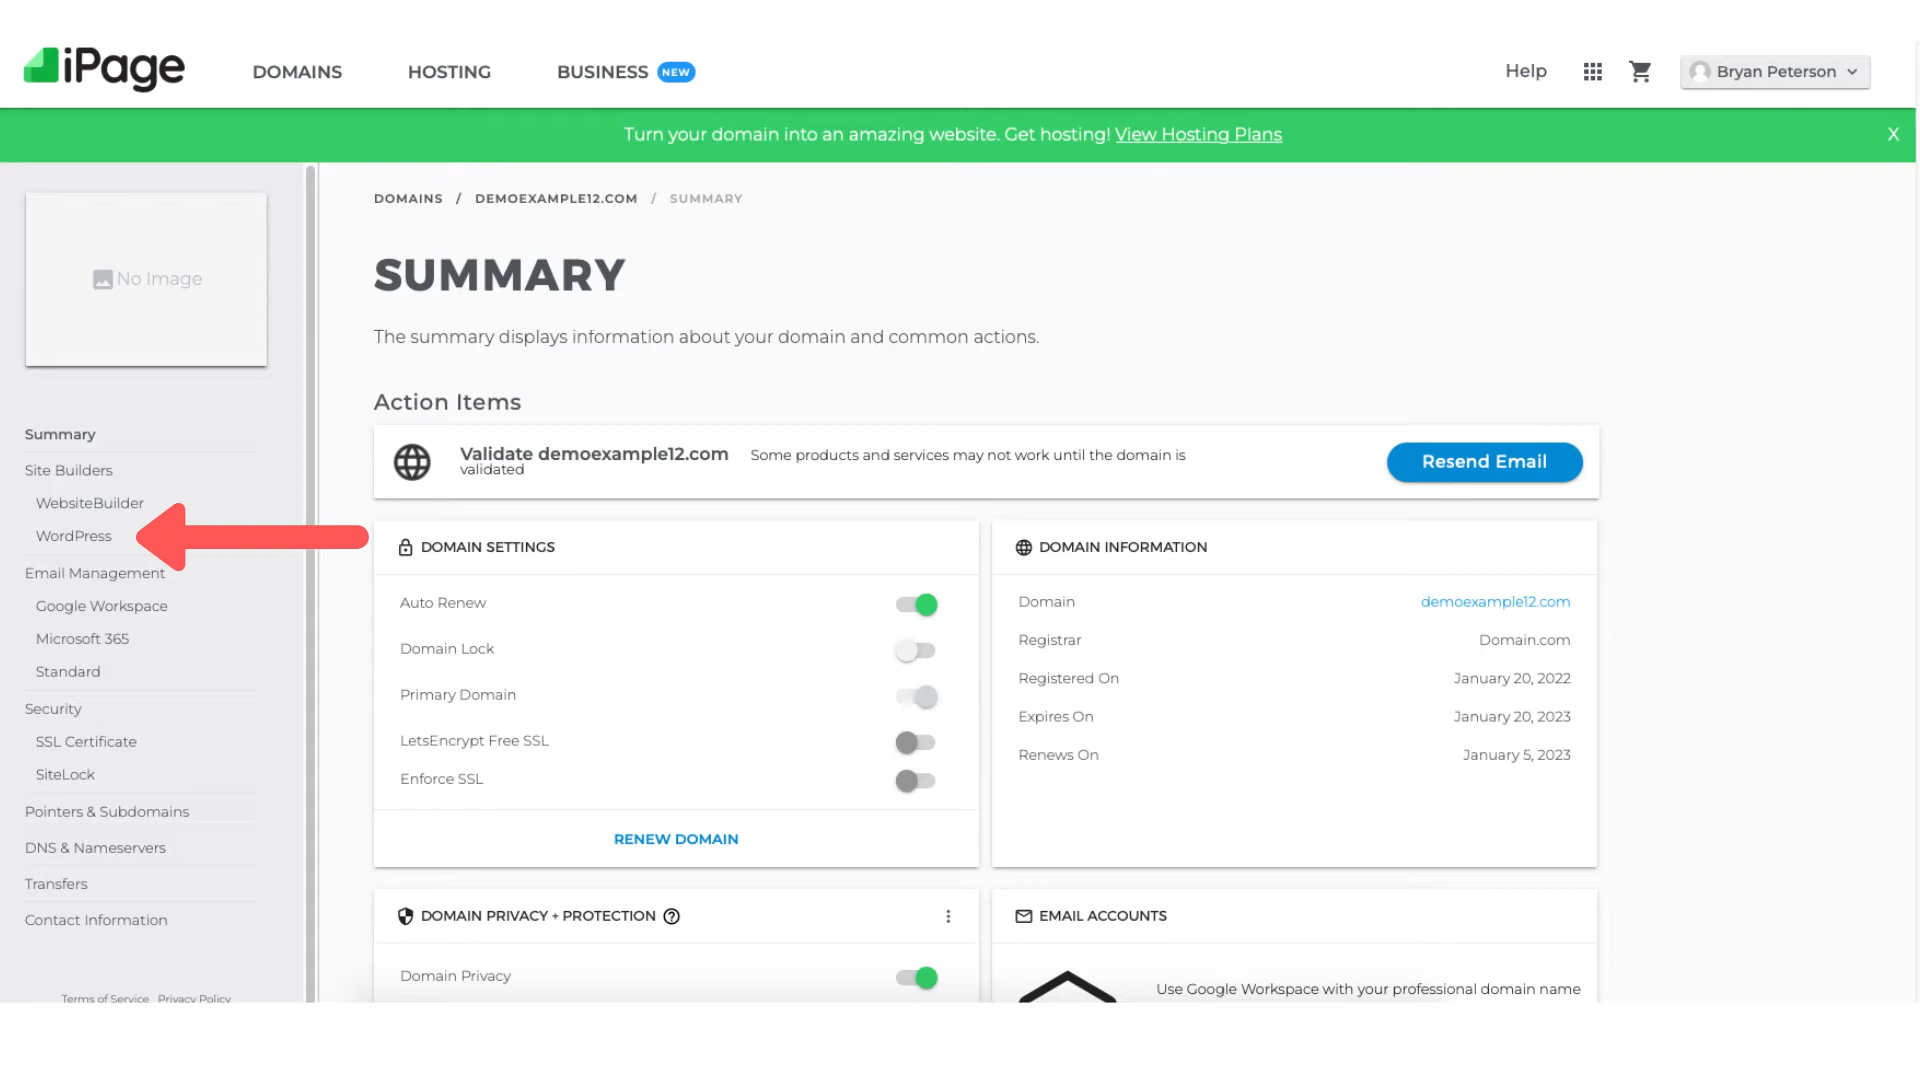 iPage DOMAINS HOSTING BUSINESS NEW Help Bryan Peterson
Turn your domain into an amazing website. Get hosting! View Hosting Plans X
No Image
Summary
Site Builders
WebsiteBuilder
WordPress
Email Management
Google Workspace
Microsoft 365
Standard
Security
SSL Certificate
SiteLock
Pointers & Subdomains
DNS & Nameservers
Transfers
Contact Information
Terms of Service Privacy Policy
DOMAINS / DEMOEXAMPLE12.COM / SUMMARY
SUMMARY
The summary displays information about your domain and common actions.
Action Items
Validate demoexample12.com Some products and services may not work until the domain is
validated
Resend Email
DOMAIN SETTINGS
Auto Renew
Domain Lock
Primary Domain
LetsEncrypt Free SSL
Enforce SSL
RENEW DOMAIN
DOMAIN INFORMATION
Domain demoexample12.com
Registrar Domain.com
Registered On January 20, 2022
Expires On January 20, 2023
Renews On January 5, 2023
DOMAIN PRIVACY + PROTECTION ?
Domain Privacy
EMAIL ACCOUNTS
Use Google Workspace with your professional domain name